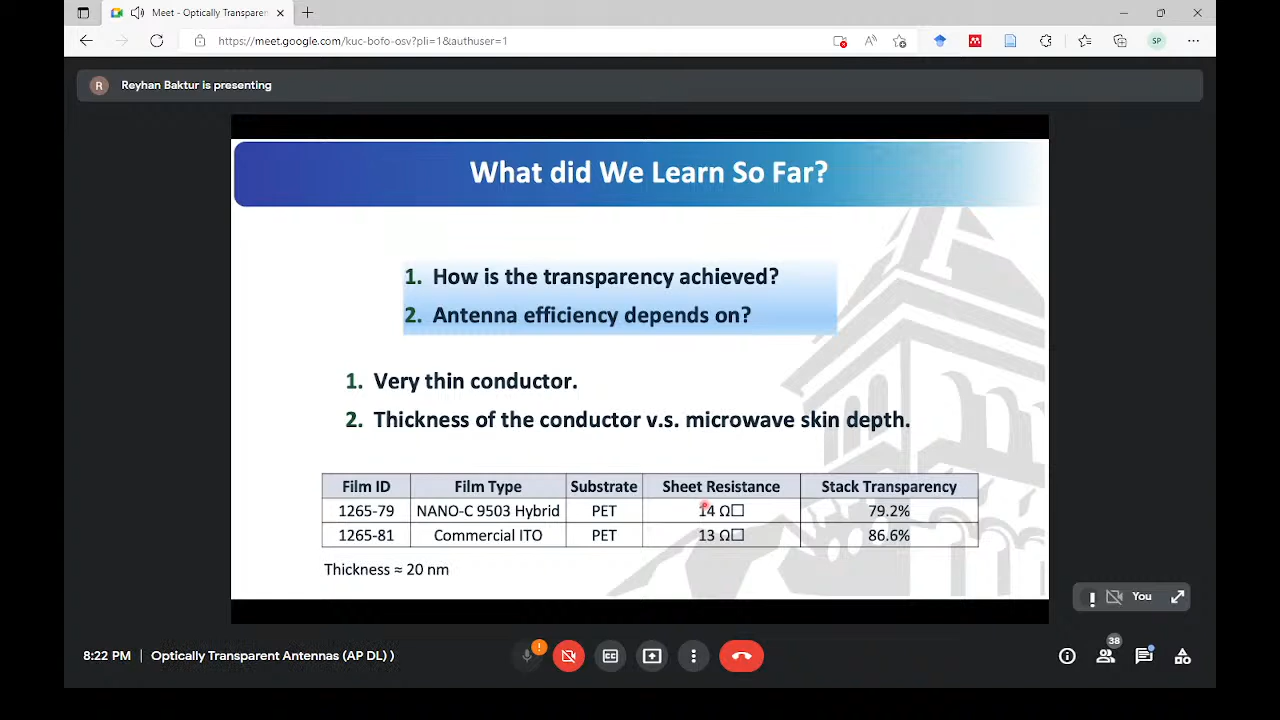 Meet - Optically Transparen
https://meet.google.com/kuc-bofo-osv?pli=1&authuser=1
SP
R
Reyhan Baktur is presenting
What did We Learn So Far?
1. How is the transparency achieved?
2. Antenna efficiency depends on?
1. Very thin conductor.
2. Thickness of the conductor v.s. microwave skin depth.
Film ID Film Type Substrate Sheet Resistance Stack Transparency
1265-79 NANO-C 9503 Hybrid PET 14 Ω□ 79.2%
1265-81 Commercial ITO PET 13 Ω□ 86.6%
Thickness ≈ 20 nm
You
8:22 PM | Optically Transparent Antennas (AP DL) )
38